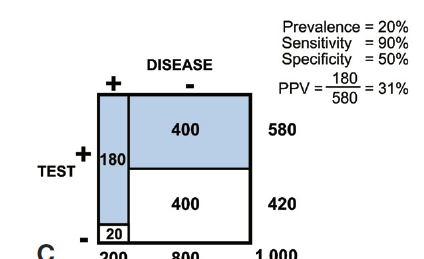 Prevalence = 20%
Sensitivity = 90%
Specificity = 50%
PPV = 180/580 = 31%
DISEASE
+ -
TEST
+ 180 400 580
400 420
- 20
C 200 800 1,000